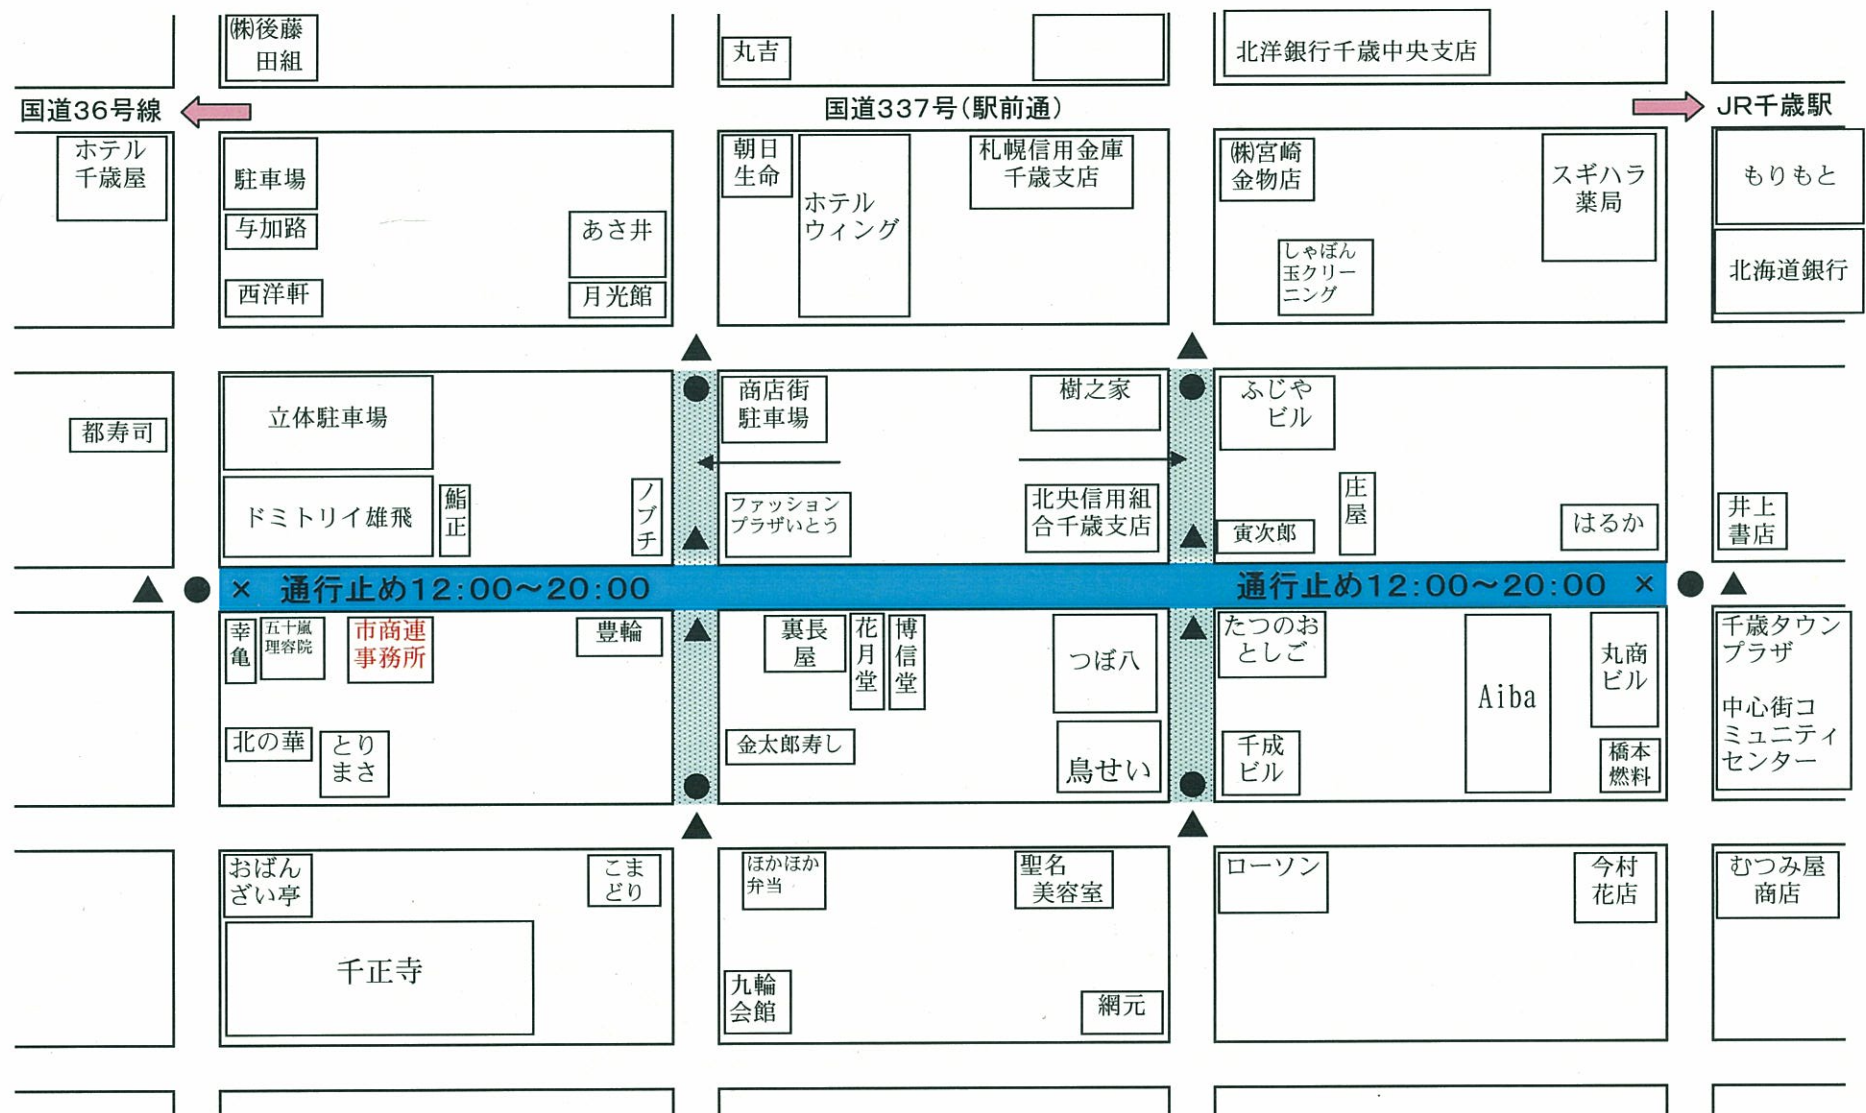 ㈱後藤
田組
丸吉
北洋銀行千歳中央支店
国道36号線
国道337号(駅前通)
JR千歳駅
ホテル
千歳屋
駐車場
与加路
西洋軒
あさ井
月光館
朝日
生命
ホテル
ウィング
札幌信用金庫
千歳支店
㈱宮崎
金物店
しゃぼん
玉クリー
ニング
スギハラ
薬局
もりもと
北海道銀行
都寿司
立体駐車場
ドミトリイ雄飛
鮨正
ノブチ
商店街
駐車場
ファッション
プラザいとう
樹之家
北央信用組
合千歳支店
ふじや
ビル
寅次郎
庄屋
はるか
井上
書店
× 通行止め12:00〜20:00
通行止め12:00〜20:00 ×
幸亀
五十嵐
理容院
市商連
事務所
豊輪
北の華
とり
まさ
裏長
屋
花月堂
博信堂
金太郎寿し
つぼ八
鳥せい
たつのお
としご
千成
ビル
Aiba
丸商
ビル
橋本
燃料
千歳タウン
プラザ
中心街コ
ミュニティ
センター
おばん
ざい亭
こま
どり
千正寺
ほかほか
弁当
聖名
美容室
九輪
会館
網元
ローソン
今村
花店
むつみ屋
商店